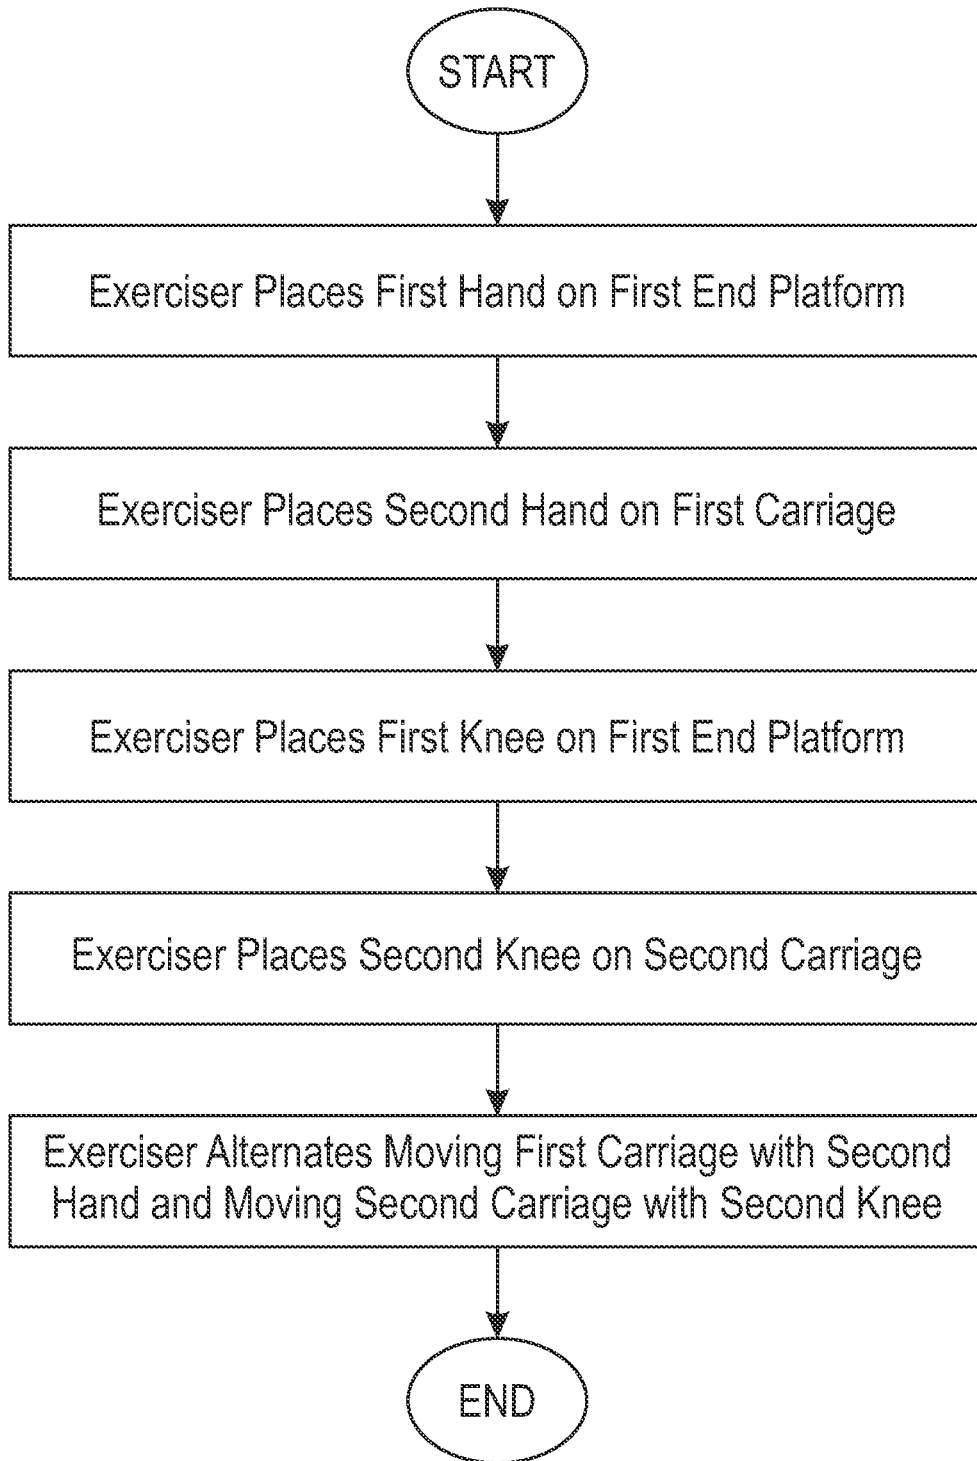 START
Exerciser Places First Hand on First End Platform
Exerciser Places Second Hand on First Carriage
Exerciser Places First Knee on First End Platform
Exerciser Places Second Knee on Second Carriage
Exerciser Alternates Moving First Carriage with Second
Hand and Moving Second Carriage with Second Knee
END